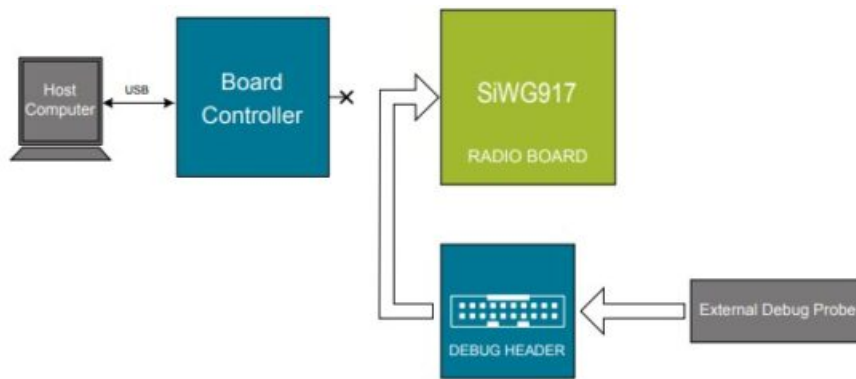 Host
Computer
USB
Board
Controller
SiWG917
RADIO BOARD
DEBUG HEADER
External Debug Probe